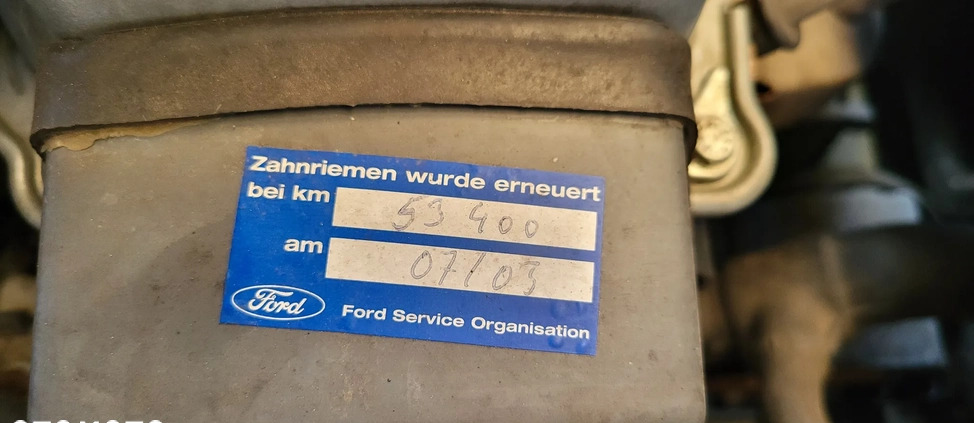 Zahnriemen wurde erneuert
bei km 53 400
am 07/03
Ford Ford Service Organisation